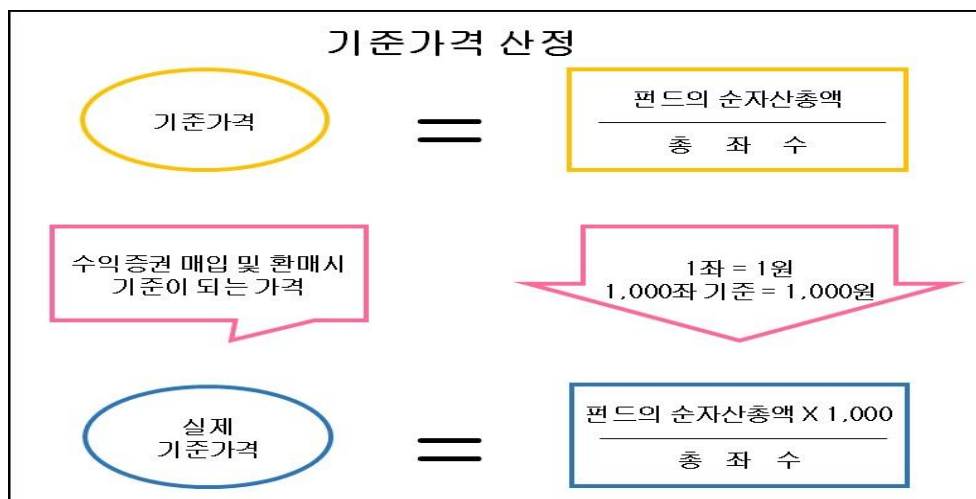 기준가격 산정
기준가격
=
펀드의 순자산총액
총 좌 수
수익증권 매입 및 환매시
기준이 되는 가격
1좌 = 1원
1,000좌 기준 = 1,000원
실제
기준가격
=
펀드의 순자산총액 X 1,000
총 좌 수